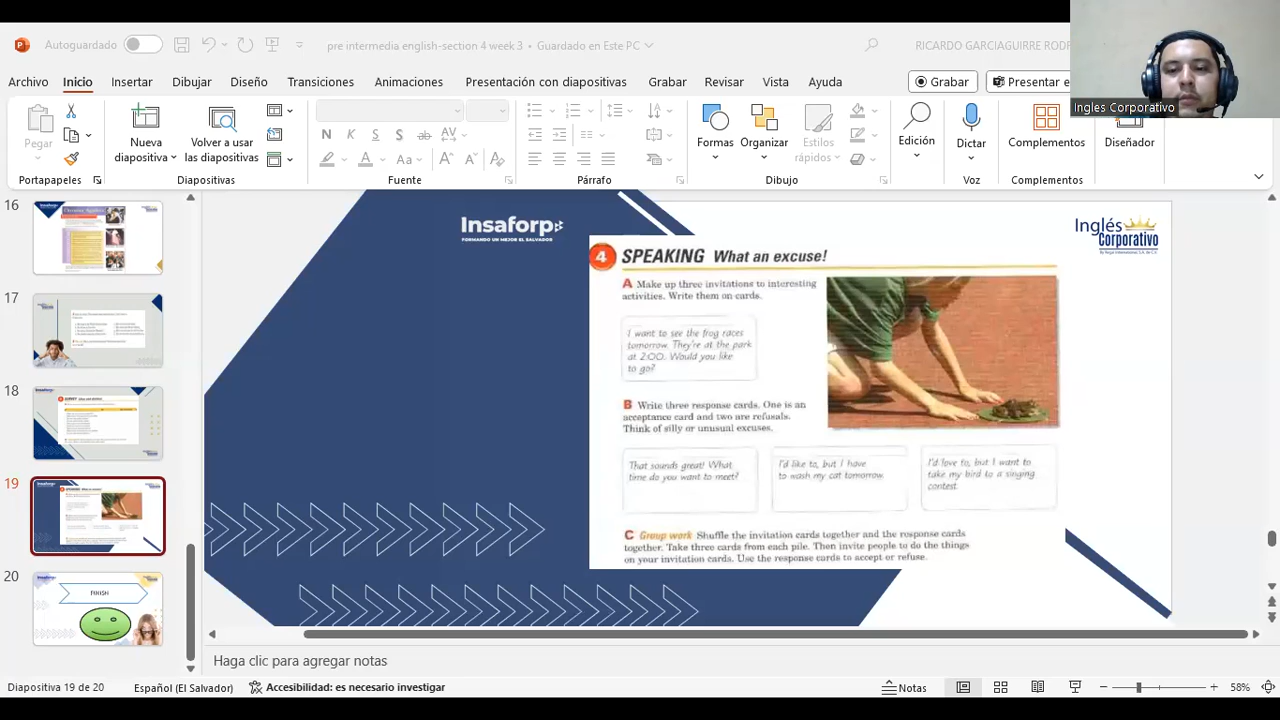 Autoguardado
pre intermedia english-section 4 week 3 • Guardado en Este PC
RICARDO GARCIAGUIRRE RODR
Ingles Corporativo
Archivo Inicio Insertar Dibujar Diseño Transiciones Animaciones Presentación con diapositivas Grabar Revisar Vista Ayuda
Grabar
Presentar e
Pegar
Nueva
diapositiva
Volver a usar
las diapositivas
N K S S ab AV
A Aa A A A
Formas
Organizar
Estilos
rápidos
Edición
Dictar
Complementos
Diseñador
Portapapeles Diapositivas Fuente Párrafo Dibujo Voz Complementos
16
17
18
19
20
FINISH
Insaforp
FORMANDO UN MEJOR EL SALVADOR
Inglés
Corporativo
4 SPEAKING What an excuse!
A Make up three invitations to interesting
activities. Write them on cards.
I want to see the frog races
tomorrow. They're at the park
at 2:00. Would you like
to go?
B Write three response cards. One is an
acceptance card and two are refusals.
Think of silly or unusual excuses.
That sounds great! What
time do you want to meet?
I'd like to, but I have
to wash my cat tomorrow.
I'd love to, but I want to
take my bird to a singing
contest.
C Group work Shuffle the invitation cards together and the response cards
together. Take three cards from each pile. Then invite people to do the things
on your invitation cards. Use the response cards to accept or refuse.
Haga clic para agregar notas
Diapositiva 19 de 20
Español (El Salvador)
Accesibilidad: es necesario investigar
Notas
58%